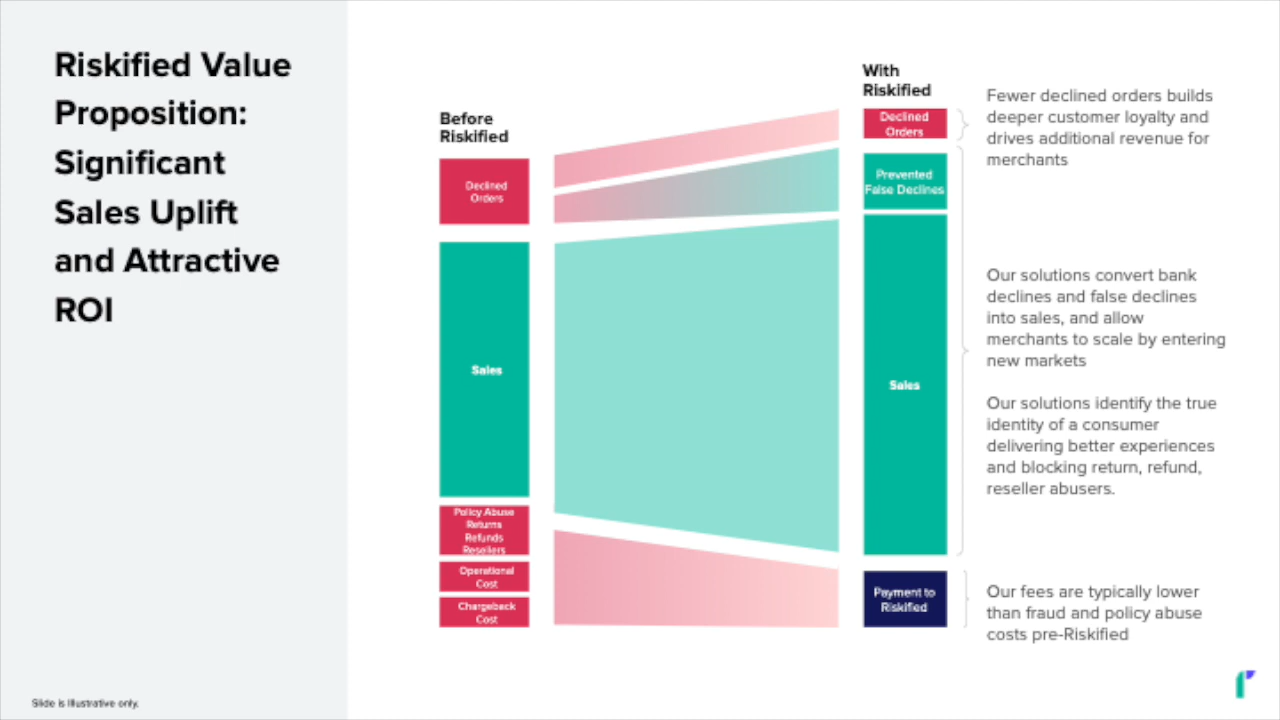 Riskified Value
Proposition:
Significant
Sales Uplift
and Attractive
ROI
Before
Riskified
Declined
Orders
Sales
Policy Abuse
Returns
Refunds
Resellers
Operational
Cost
Chargeback
Cost
With
Riskified
Declined
Orders
Prevented
False Declines
Sales
Payment to
Riskified
Fewer declined orders builds
deeper customer loyalty and
drives additional revenue for
merchants
Our solutions convert bank
declines and false declines
into sales, and allow
merchants to scale by entering
new markets
Our solutions identify the true
identity of a consumer
delivering better experiences
and blocking return, refund,
reseller abusers.
Our fees are typically lower
than fraud and policy abuse
costs pre-Riskified
Slide is illustrative only.